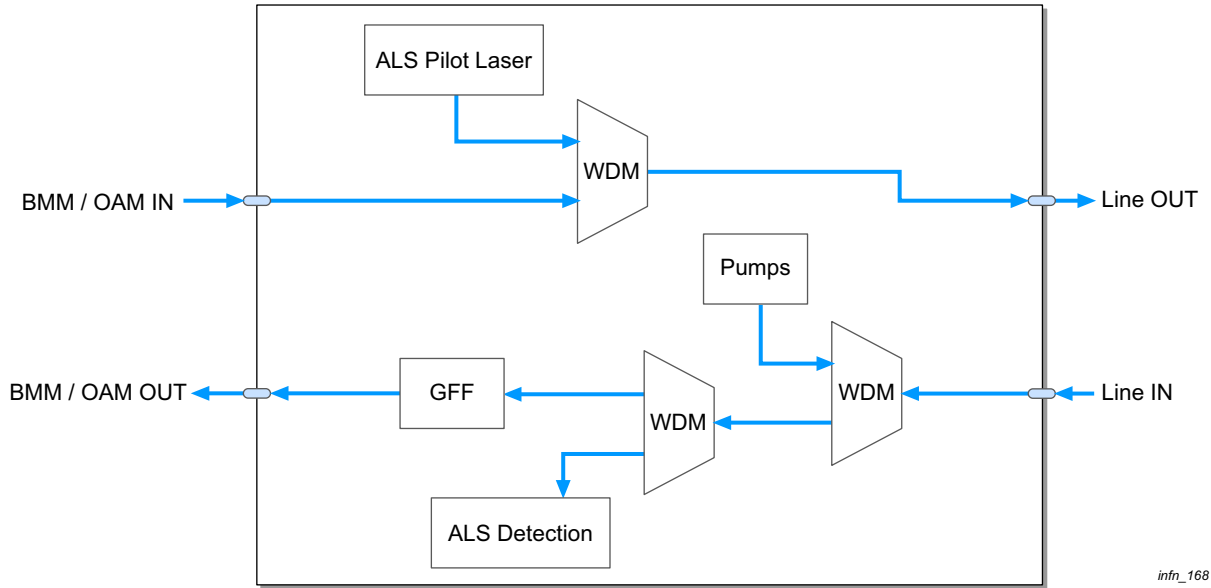 ALS Pilot Laser
WDM
BMM / OAM IN
Line OUT
Pumps
BMM / OAM OUT
GFF
WDM
WDM
Line IN
ALS Detection
infn_168